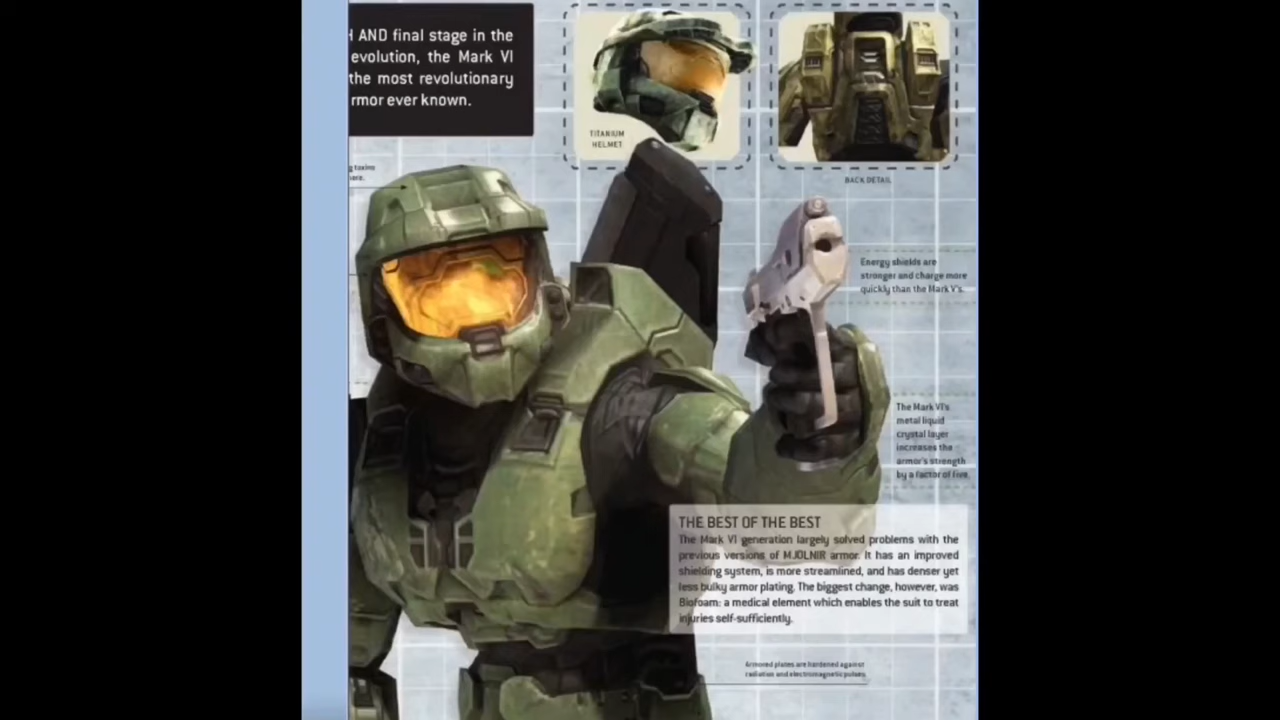 H AND final stage in the
evolution, the Mark VI
the most revolutionary
rmor ever known.
TITANIUM
HELMET
BACK DETAIL
g toxins
Energy shields are
stronger and charge more
quickly than the Mark V's.
The Mark VI's
metal liquid
crystal layer
increases the
armor's strength
by a factor of five.
THE BEST OF THE BEST
The Mark VI generation largely solved problems with the
previous versions of MJOLNIR armor. It has an improved
shielding system, is more streamlined, and has denser yet
less bulky armor plating. The biggest change, however, was
Biofoam: a medical element which enables the suit to treat
injuries self-sufficiently.
Armored plates are hardened against
radiation and electromagnetic pulses.